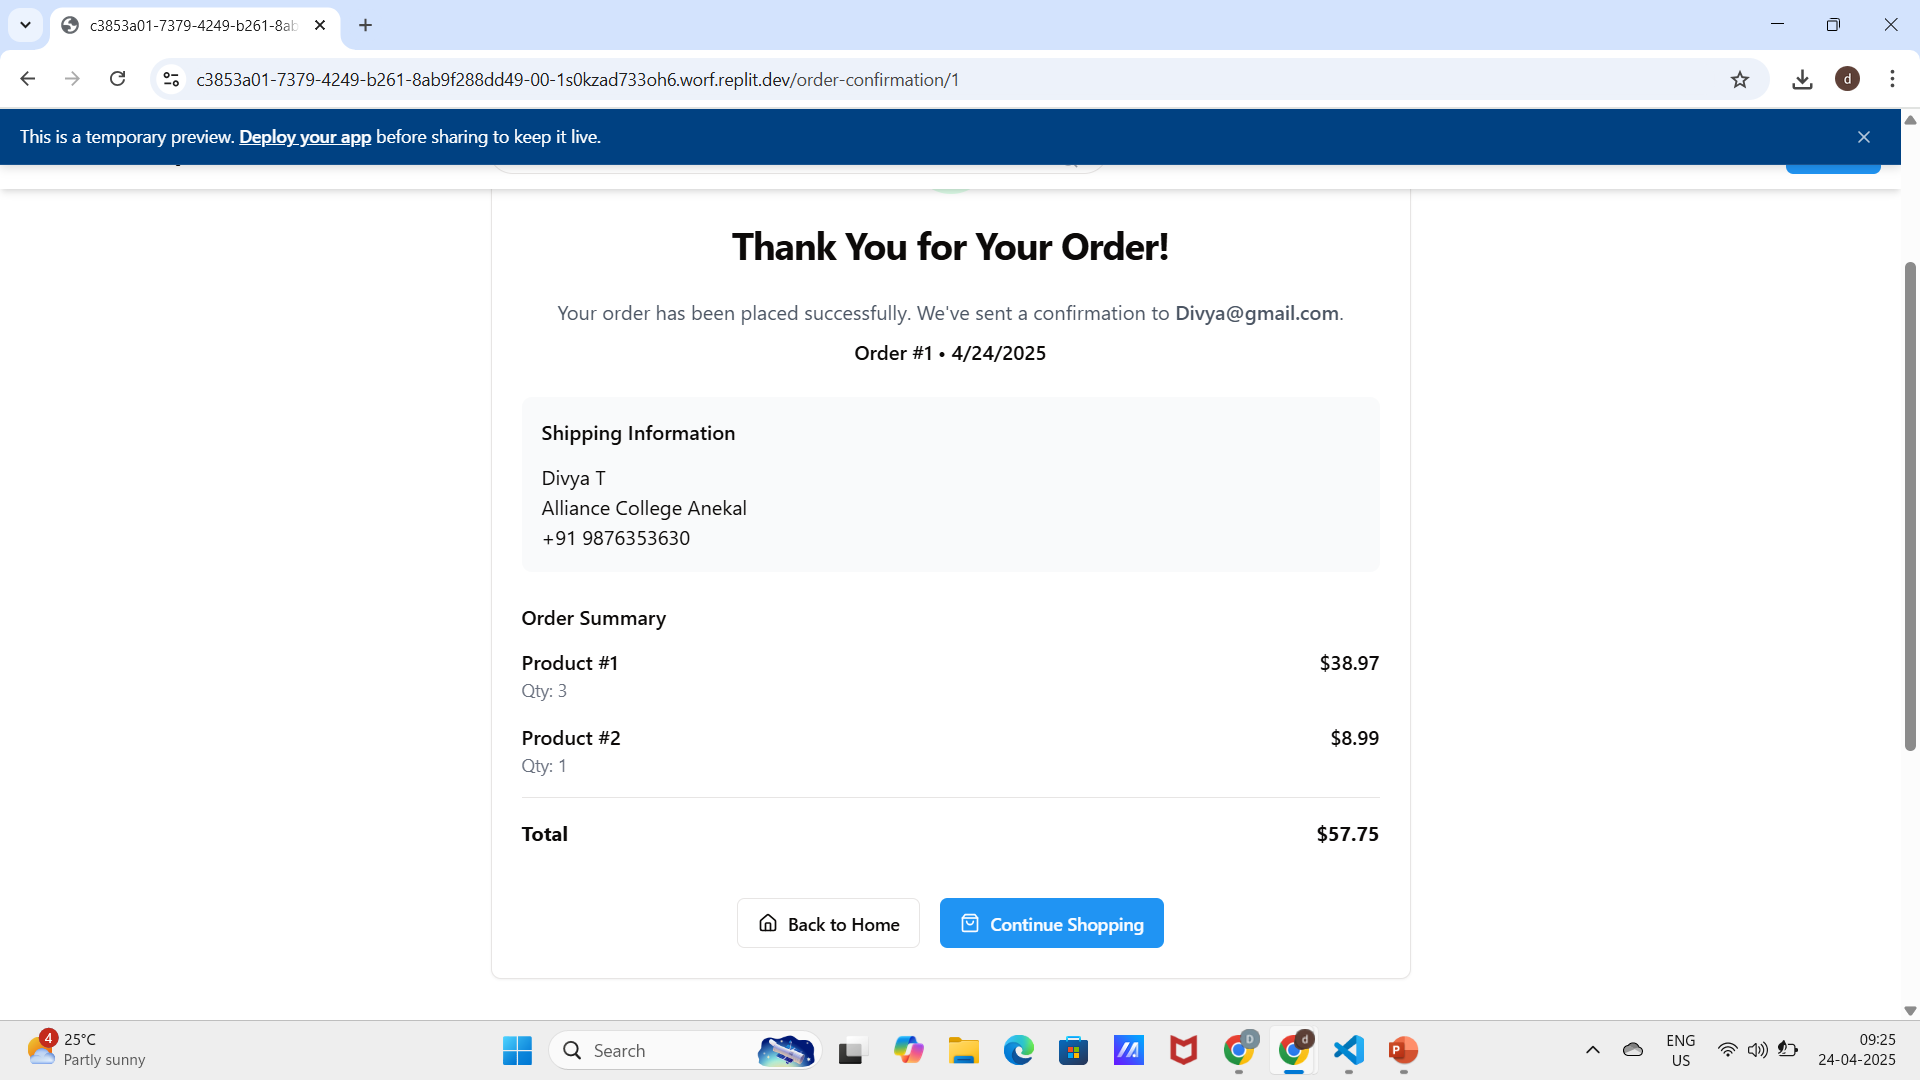 c3853a01-7379-4249-b261-8ab
c3853a01-7379-4249-b261-8ab9f288dd49-00-1s0kzad733oh6.worf.replit.dev/order-confirmation/1
d
This is a temporary preview. Deploy your app before sharing to keep it live.
Thank You for Your Order!
Your order has been placed successfully. We've sent a confirmation to Divya@gmail.com.
Order #1 • 4/24/2025
Shipping Information
Divya T
Alliance College Anekal
+91 9876353630
Order Summary
Product #1 $38.97
Qty: 3
Product #2 $8.99
Qty: 1
Total $57.75
Back to Home Continue Shopping
4
25°C
Partly sunny
Search
D
d
P
ENG
US
09:25
24-04-2025